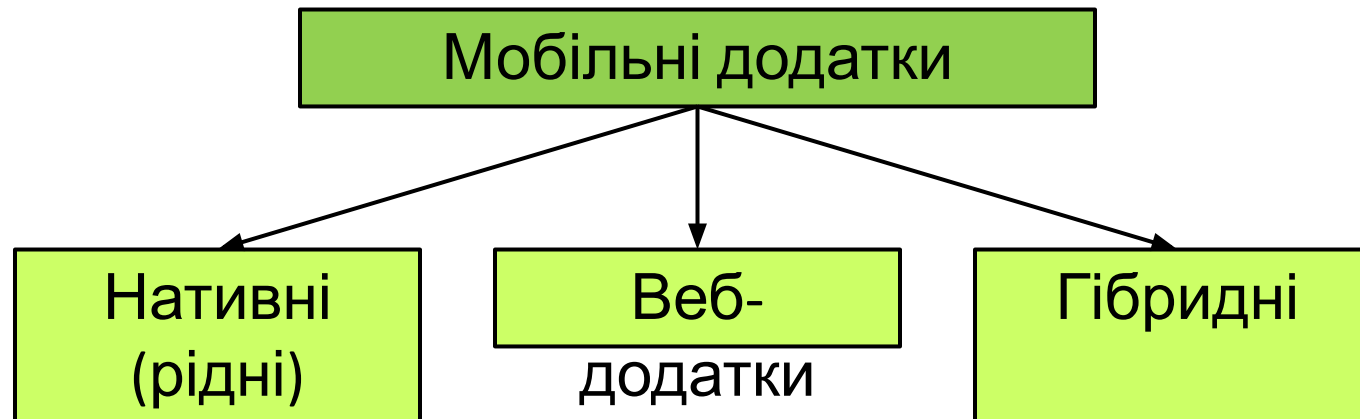 Мобільні додатки
Нативні
(рідні)
Веб-
додатки
Гібридні